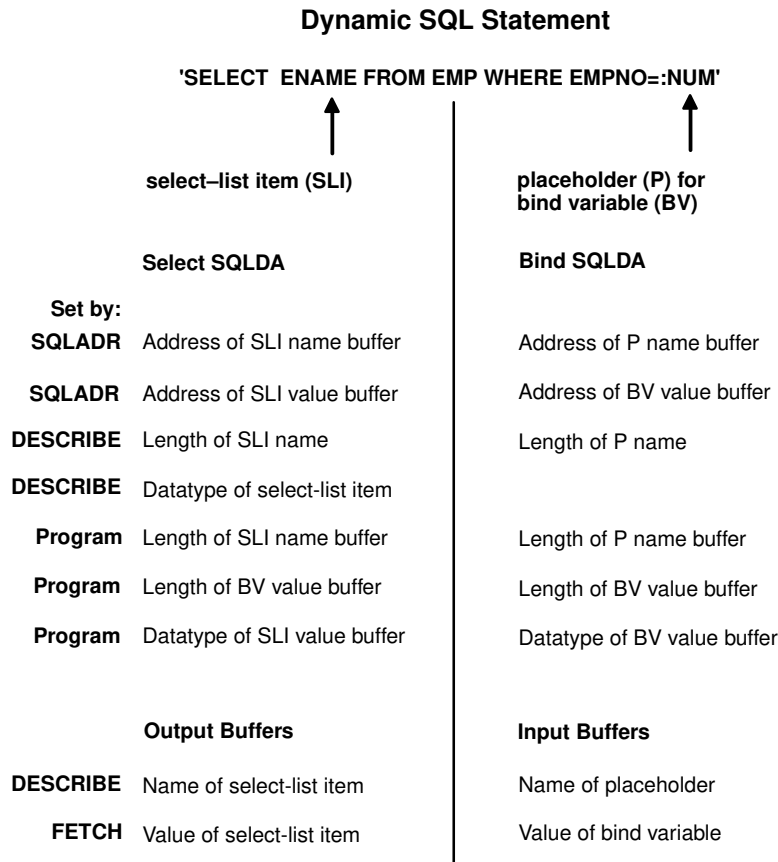 Dynamic SQL Statement
'SELECT ENAME FROM EMP WHERE EMPNO=:NUM'
select–list item (SLI)
placeholder (P) for
bind variable (BV)
Select SQLDA
Bind SQLDA
Set by:
SQLADR Address of SLI name buffer Address of P name buffer
SQLADR Address of SLI value buffer Address of BV value buffer
DESCRIBE Length of SLI name Length of P name
DESCRIBE Datatype of select-list item
Program Length of SLI name buffer Length of P name buffer
Program Length of BV value buffer Length of BV value buffer
Program Datatype of SLI value buffer Datatype of BV value buffer
Output Buffers Input Buffers
DESCRIBE Name of select-list item Name of placeholder
FETCH Value of select-list item Value of bind variable